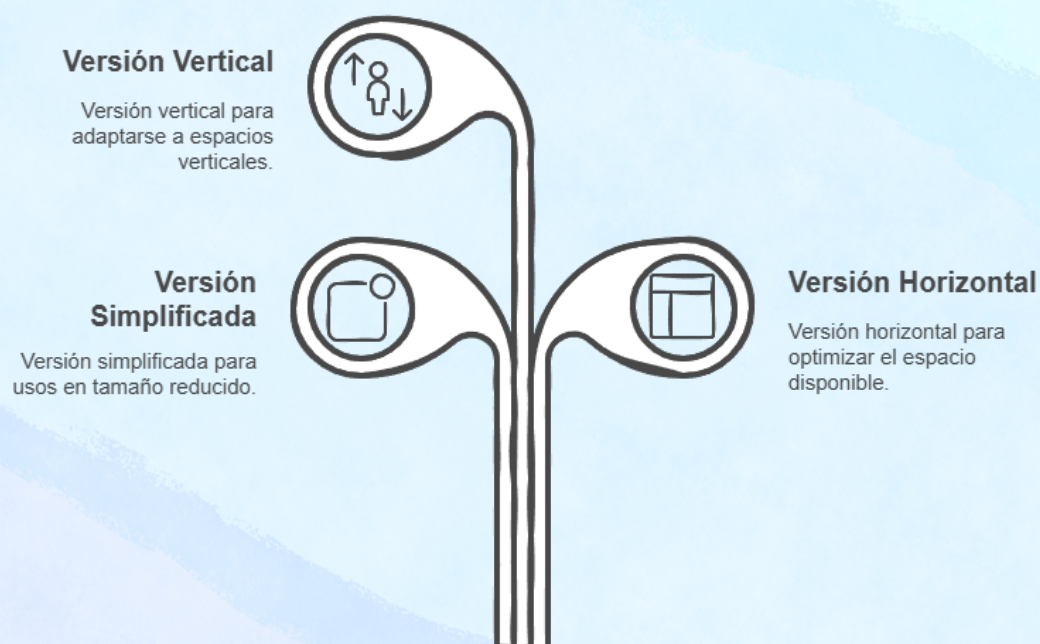 Versión Vertical
Versión vertical para
adaptarse a espacios
verticales.
Versión
Simplificada
Versión simplificada para
usos en tamaño reducido.
Versión Horizontal
Versión horizontal para
optimizar el espacio
disponible.